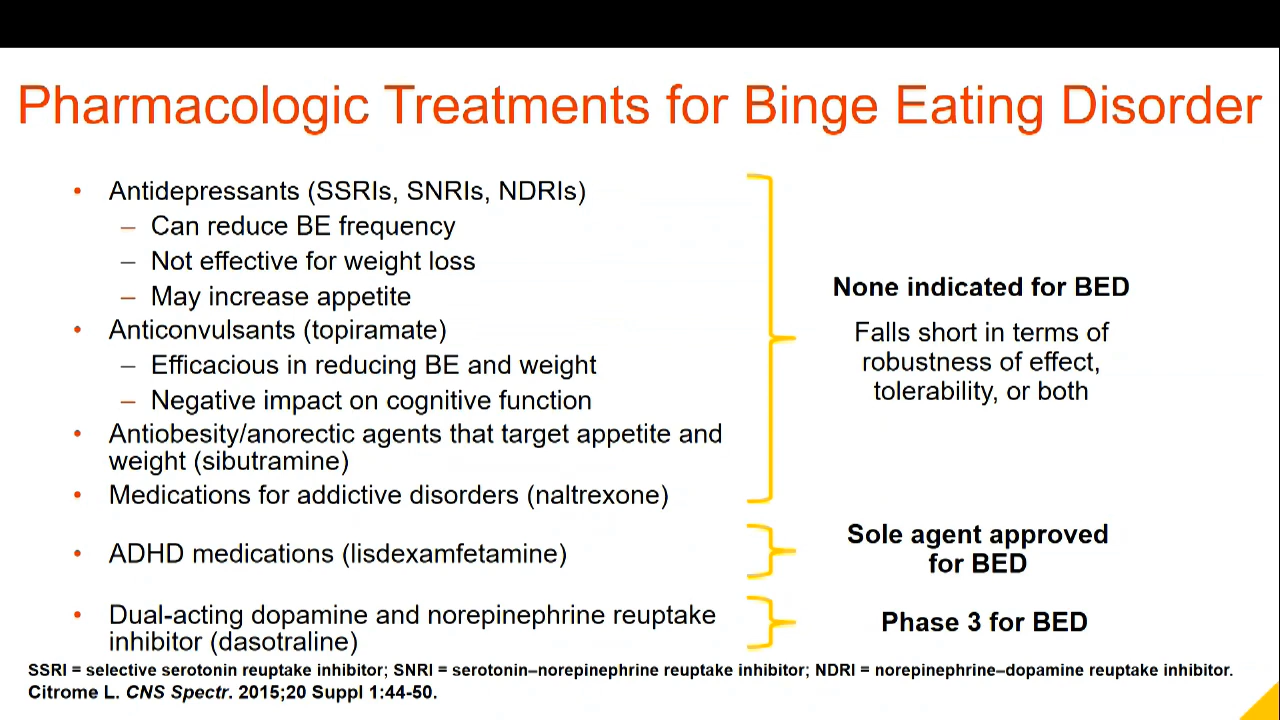 Pharmacologic Treatments for Binge Eating Disorder
• Antidepressants (SSRIs, SNRIs, NDRIs)
– Can reduce BE frequency
– Not effective for weight loss
– May increase appetite
• Anticonvulsants (topiramate)
– Efficacious in reducing BE and weight
– Negative impact on cognitive function
• Antiobesity/anorectic agents that target appetite and
weight (sibutramine)
• Medications for addictive disorders (naltrexone)
None indicated for BED
Falls short in terms of
robustness of effect,
tolerability, or both
• ADHD medications (lisdexamfetamine)
Sole agent approved
for BED
• Dual-acting dopamine and norepinephrine reuptake
inhibitor (dasotraline)
Phase 3 for BED
SSRI = selective serotonin reuptake inhibitor; SNRI = serotonin–norepinephrine reuptake inhibitor; NDRI = norepinephrine–dopamine reuptake inhibitor.
Citrome L. CNS Spectr. 2015;20 Suppl 1:44-50.